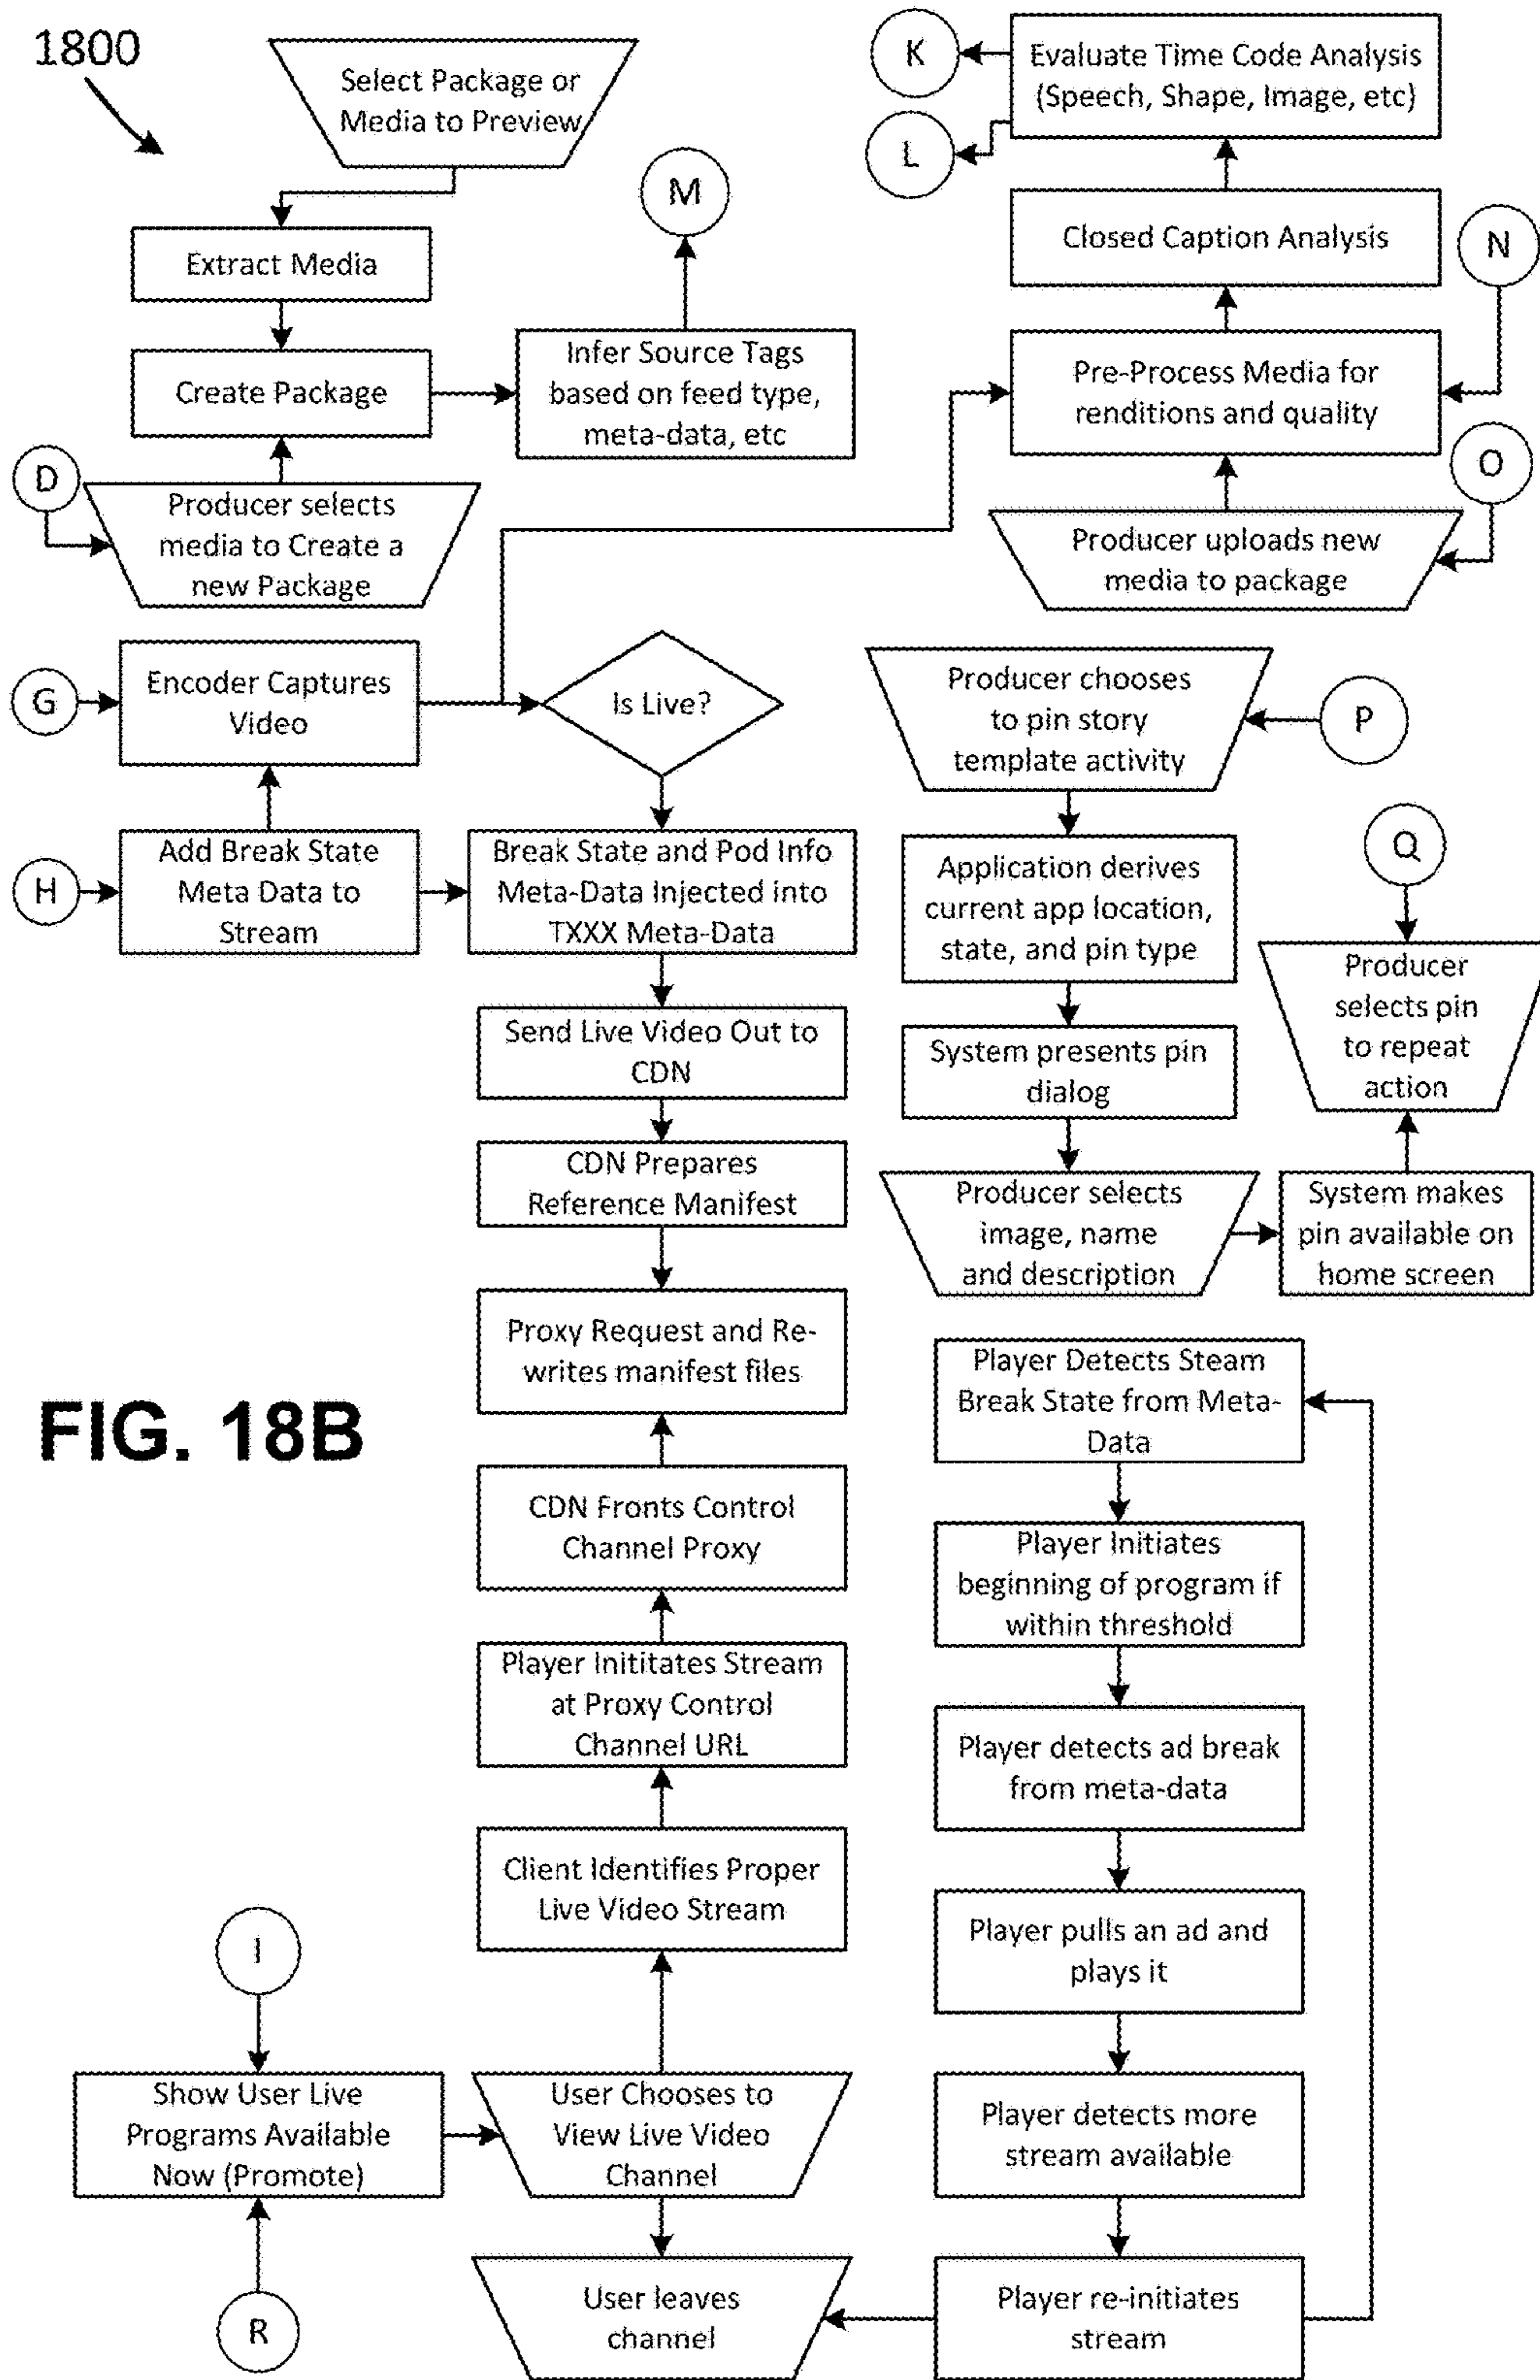 1800
Select Package or
Media to Preview
Extract Media
Create Package
Infer Source Tags
based on feed type,
meta-data, etc
M
D
Producer selects
media to Create a
new Package
K
L
Evaluate Time Code Analysis
(Speech, Shape, Image, etc)
Closed Caption Analysis
N
Pre-Process Media for
renditions and quality
O
Producer uploads new
media to package
G
Encoder Captures
Video
Is Live?
H
Add Break State
Meta Data to
Stream
Break State and Pod Info
Meta-Data Injected into
TXXX Meta-Data
Send Live Video Out to
CDN
CDN Prepares
Reference Manifest
Proxy Request and Re-
writes manifest files
CDN Fronts Control
Channel Proxy
Player Inititates Stream
at Proxy Control
Channel URL
Client Identifies Proper
Live Video Stream
Producer chooses
to pin story
template activity
P
Application derives
current app location,
state, and pin type
System presents pin
dialog
Producer selects
image, name
and description
System makes
pin available on
home screen
Q
Producer
selects pin
to repeat
action
FIG. 18B
Player Detects Steam
Break State from Meta-
Data
Player Initiates
beginning of program if
within threshold
Player detects ad break
from meta-data
Player pulls an ad and
plays it
Player detects more
stream available
Player re-initiates
stream
I
Show User Live
Programs Available
Now (Promote)
R
User Chooses to
View Live Video
Channel
User leaves
channel